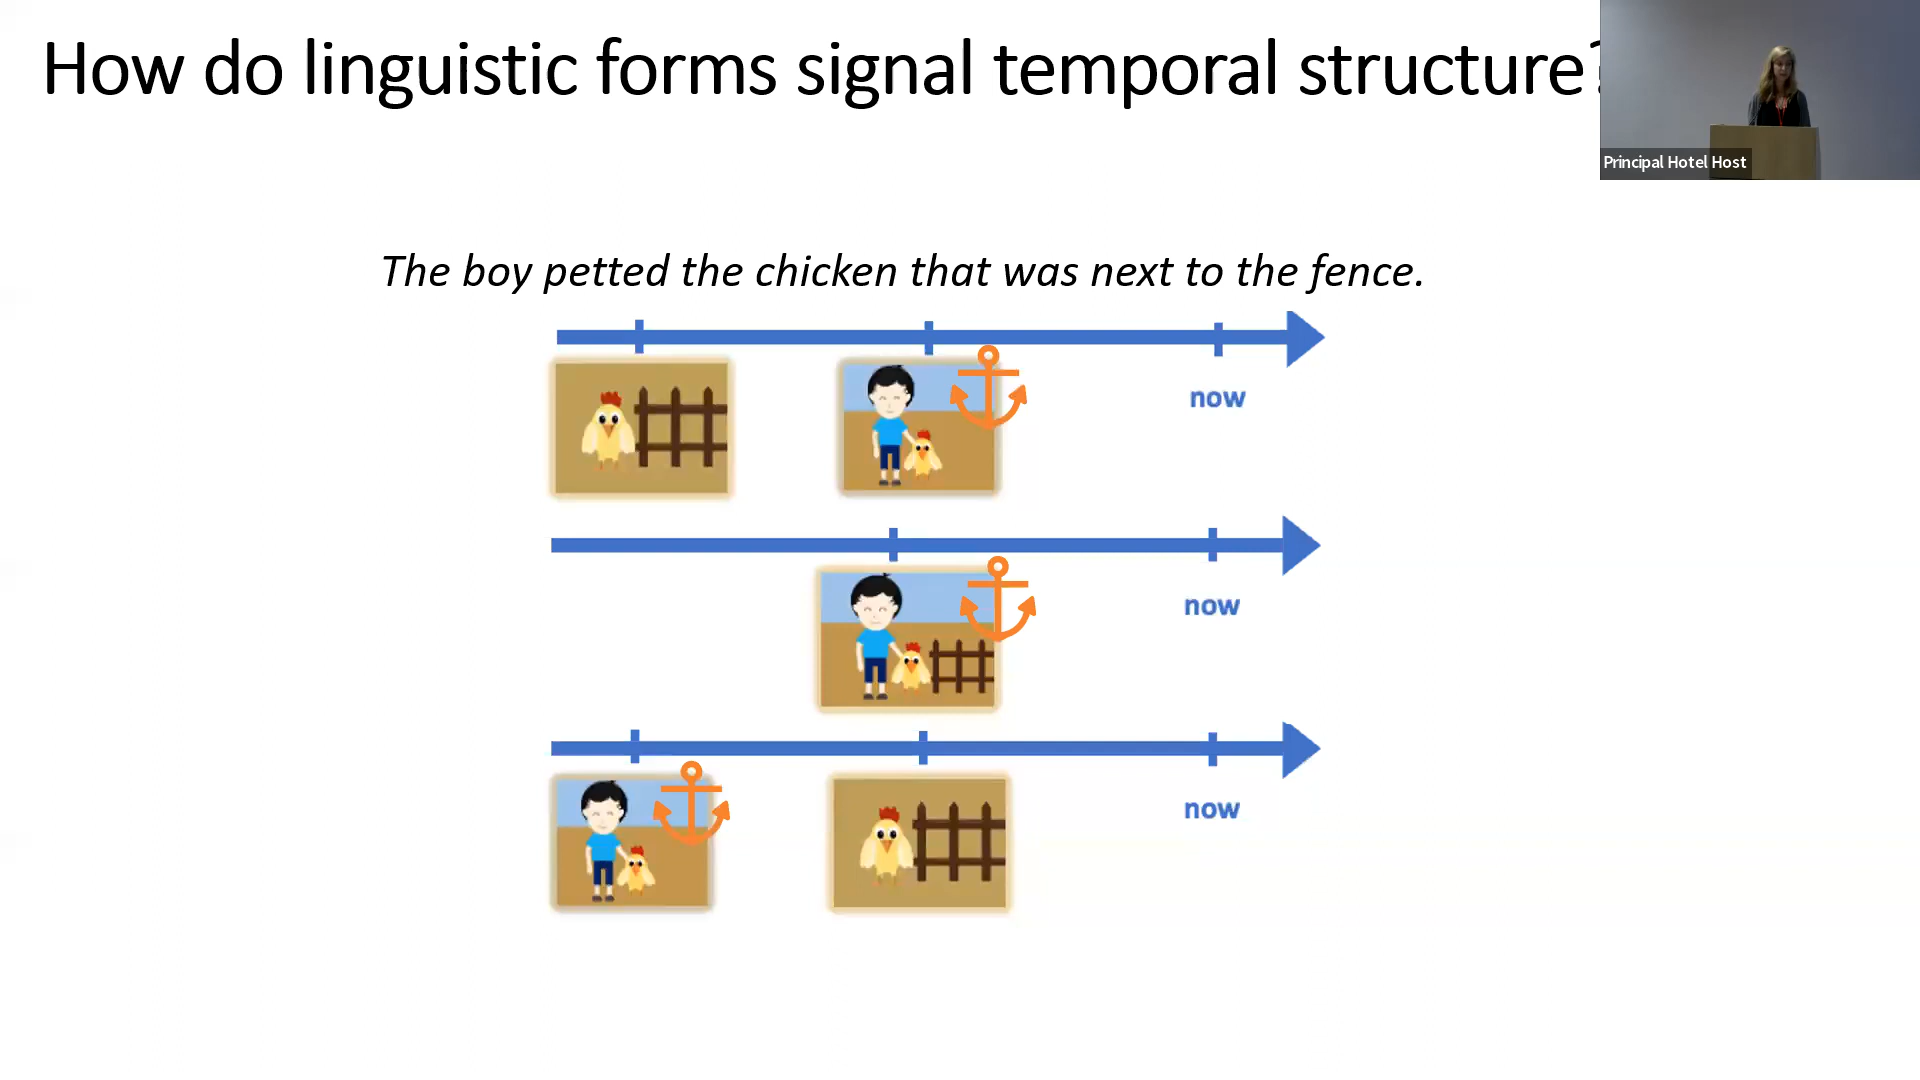 How do linguistic forms signal temporal structure?
Principal Hotel Host
The boy petted the chicken that was next to the fence.
now
now
now